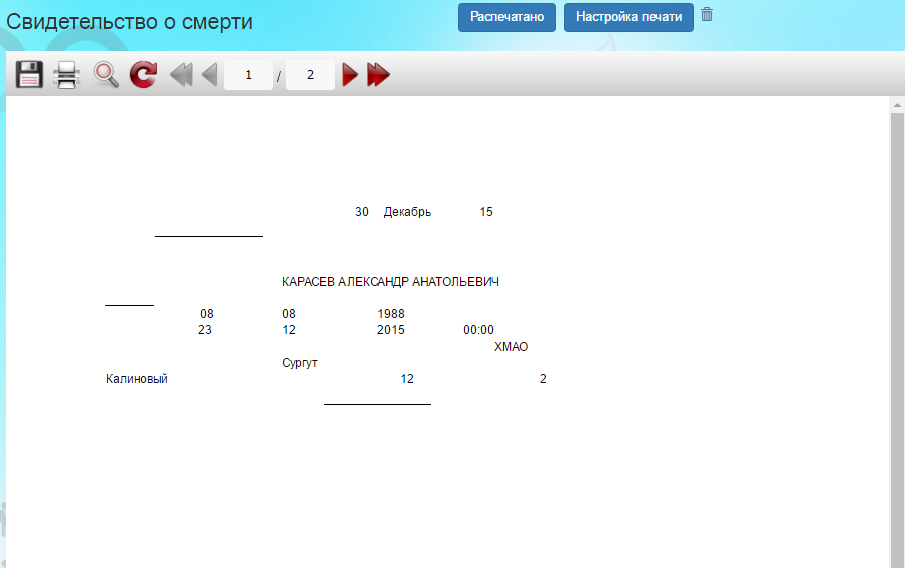 Свидетельство о смерти Распечатано Настройка печати
1 / 2
30 Декабрь 15
КАРАСЕВ АЛЕКСАНДР АНАТОЛЬЕВИЧ
08 08 1988
23 12 2015 00:00
ХМАО
Сургут
Калиновый 12 2